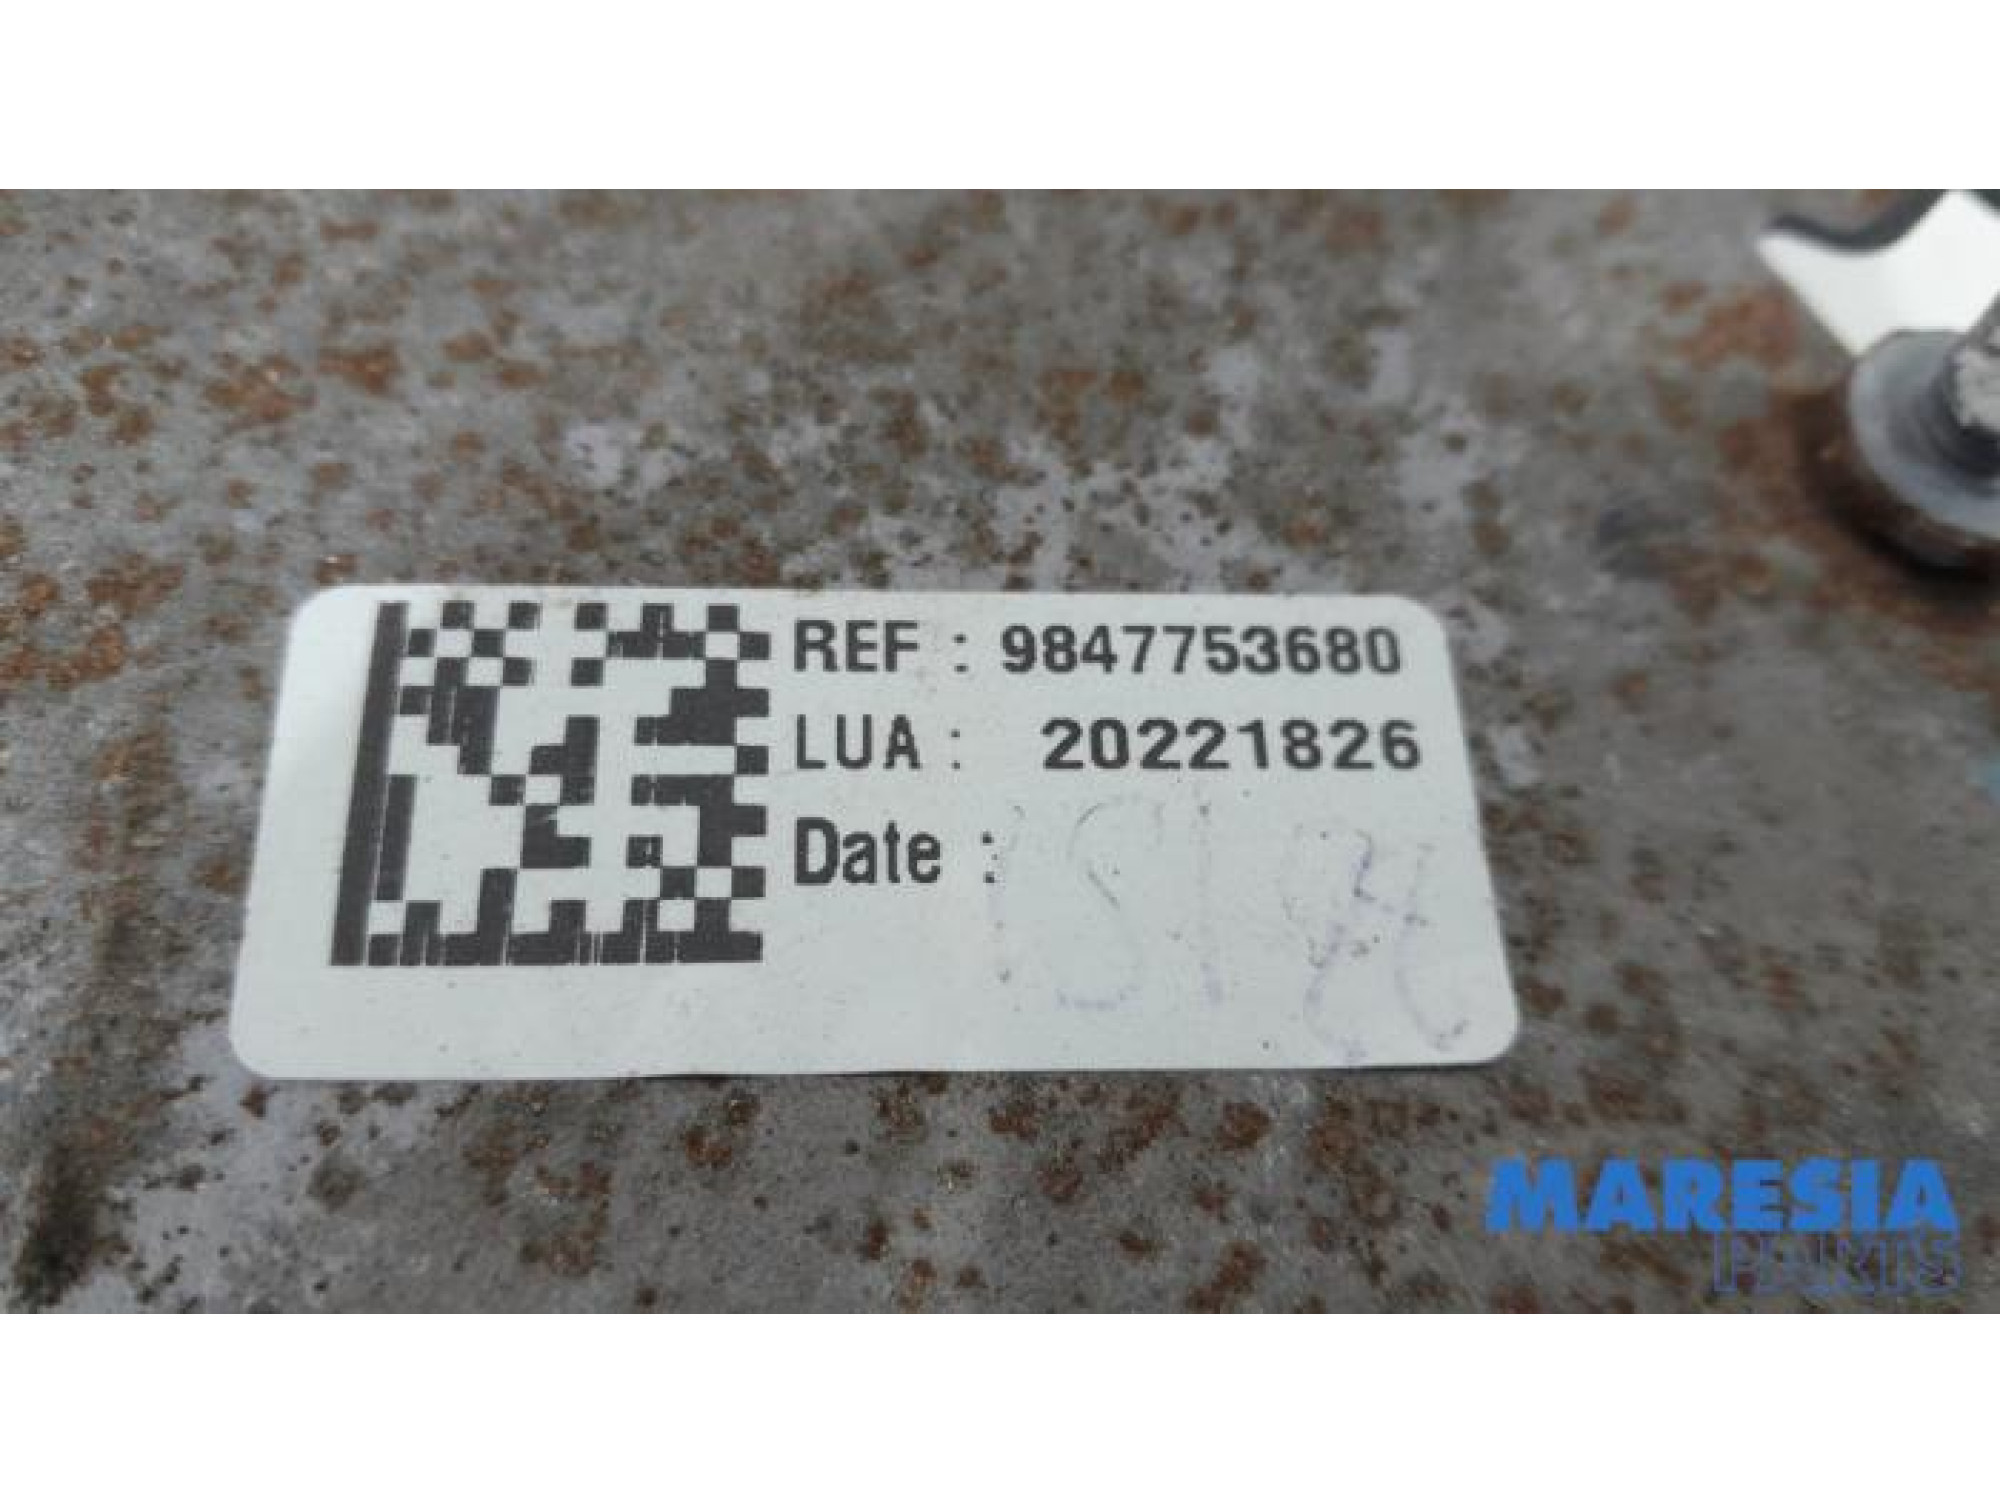 REF : 9847753680
LUA : 20221826
Date :
MARESIA
PARTS